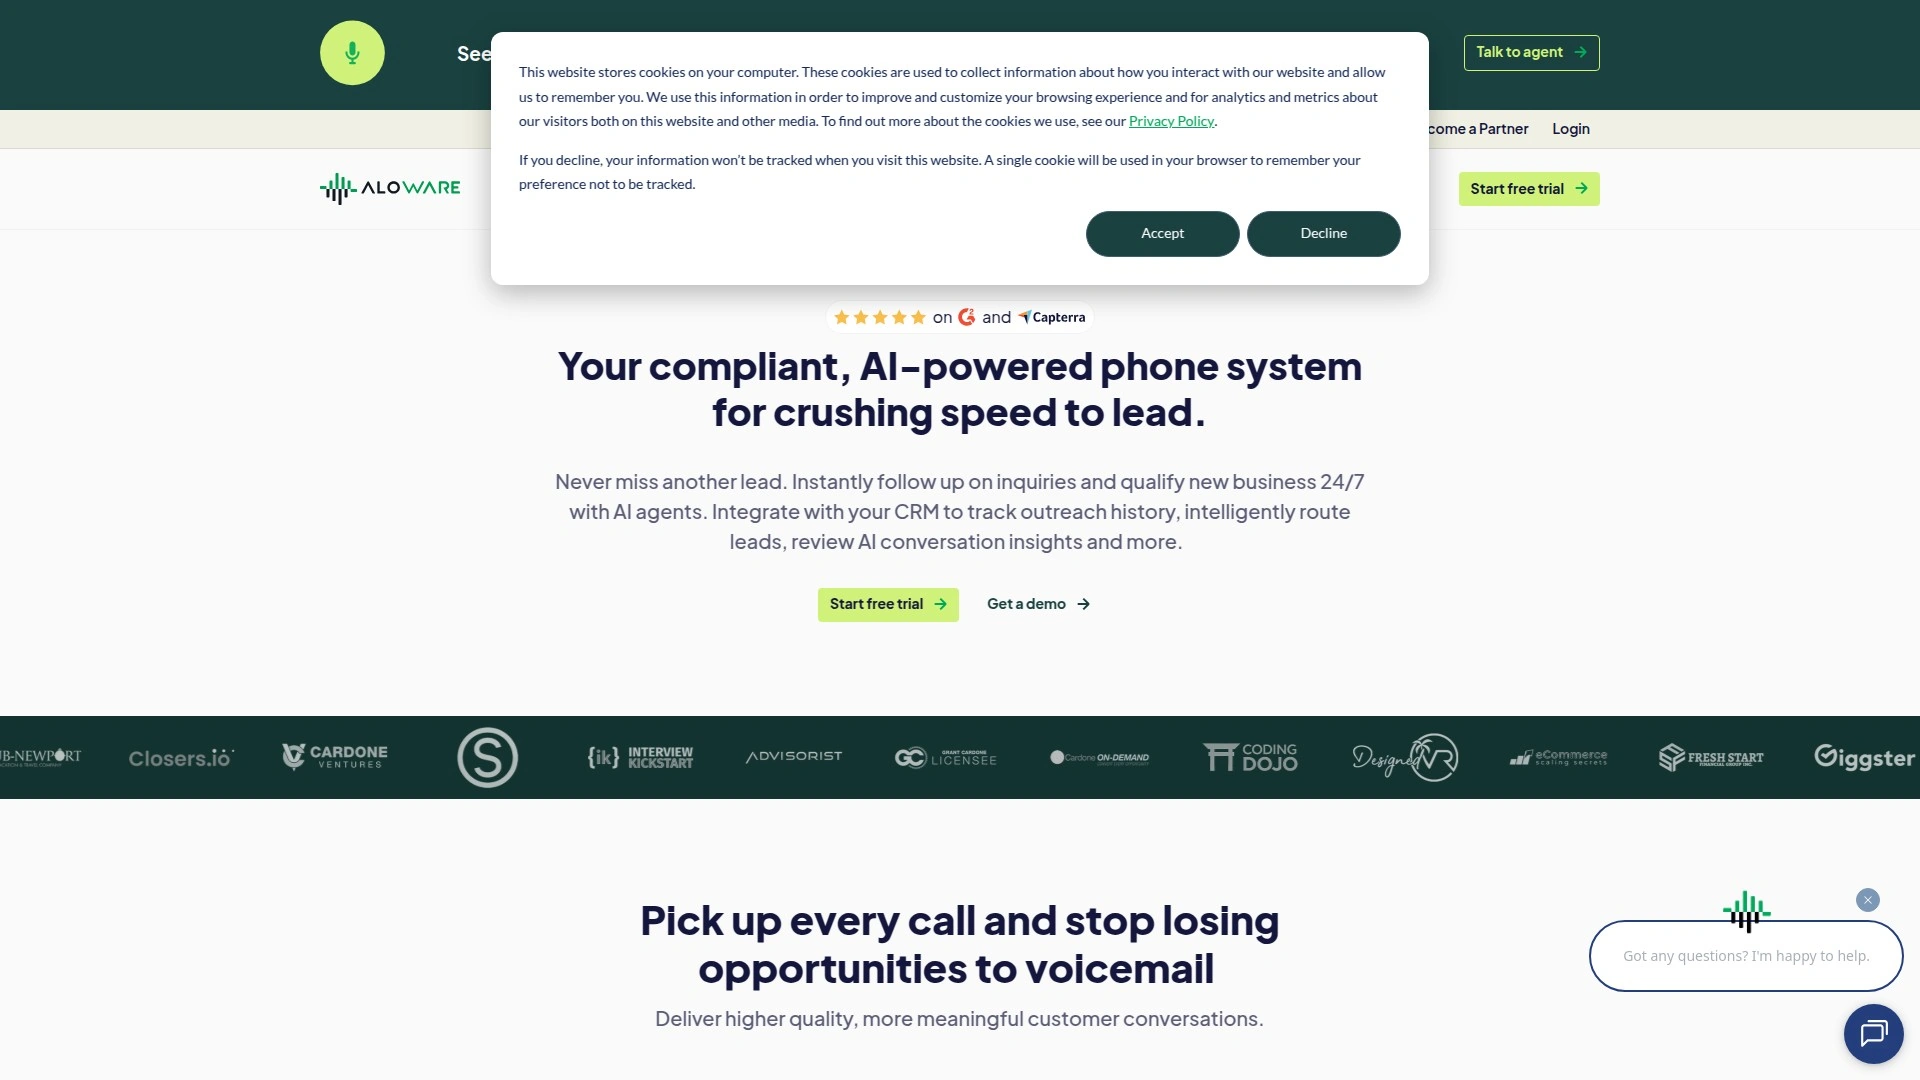 See
Talk to agent
This website stores cookies on your computer. These cookies are used to collect information about how you interact with our website and allow
us to remember you. We use this information in order to improve and customize your browsing experience and for analytics and metrics about
our visitors both on this website and other media. To find out more about the cookies we use, see our Privacy Policy.
If you decline, your information won't be tracked when you visit this website. A single cookie will be used in your browser to remember your
preference not to be tracked.
Accept
Decline
come a Partner
Login
ALOWARE
Start free trial
on G2 and Capterra
Your compliant, AI-powered phone system
for crushing speed to lead.
Never miss another lead. Instantly follow up on inquiries and qualify new business 24/7
with AI agents. Integrate with your CRM to track outreach history, intelligently route
leads, review AI conversation insights and more.
Start free trial
Get a demo
B-NEWPORT
Closers.io
CARDONE
VENTURES
S
{ik} INTERVIEW
KICKSTART
ADVISORIST
GC GRANT CARDONE
LICENSEE
Cardone ON-DEMAND
CODING
DOJO
Designed VR
eCommerce
scaling secrets
FRESH START
FINANCIAL GROUP INC.
Giggster
Pick up every call and stop losing
opportunities to voicemail
Deliver higher quality, more meaningful customer conversations.
Got any questions? I'm happy to help.